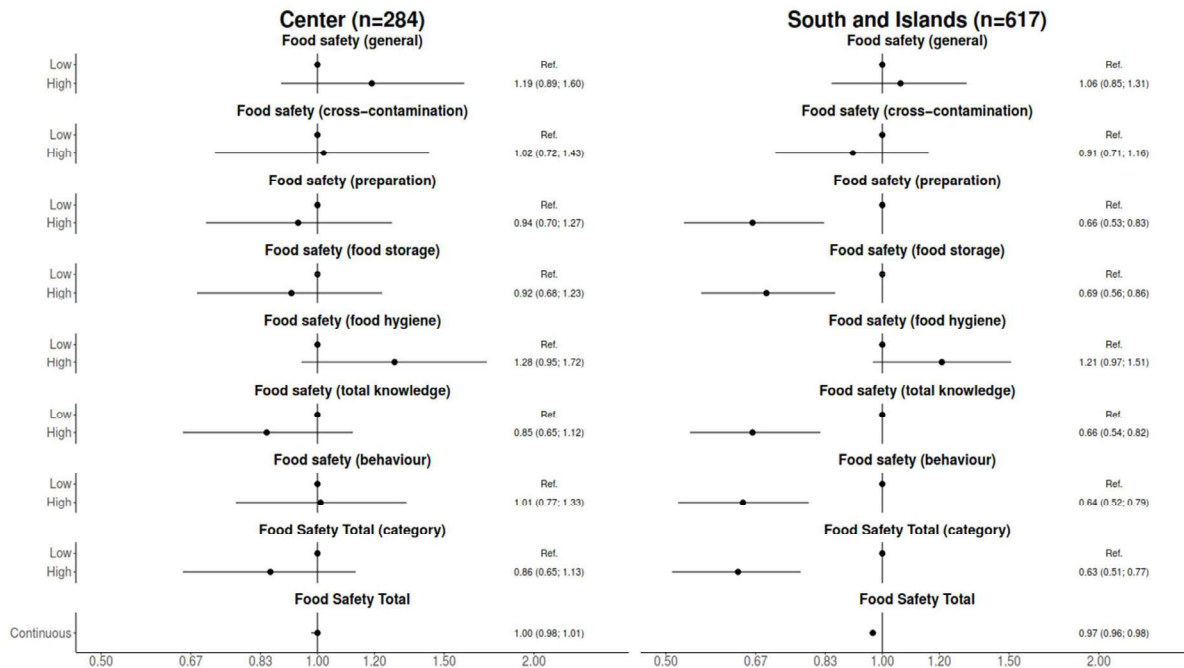 Center (n=284)
Food safety (general)
Low
Ref.
High
1.19 (0.89; 1.60)
Food safety (cross−contamination)
Low
Ref.
High
1.02 (0.72; 1.43)
Food safety (preparation)
Low
Ref.
High
0.94 (0.70; 1.27)
Food safety (food storage)
Low
Ref.
High
0.92 (0.68; 1.23)
Food safety (food hygiene)
Low
Ref.
High
1.28 (0.95; 1.72)
Food safety (total knowledge)
Low
Ref.
High
0.85 (0.65; 1.12)
Food safety (behaviour)
Low
Ref.
High
1.01 (0.77; 1.33)
Food Safety Total (category)
Low
Ref.
High
0.86 (0.65; 1.13)
Food Safety Total
Continuous
1.00 (0.98; 1.01)
0.50 0.67 0.83 1.00 1.20 1.50 2.00
South and Islands (n=617)
Food safety (general)
Ref.
1.06 (0.85; 1.31)
Food safety (cross−contamination)
Ref.
0.91 (0.71; 1.16)
Food safety (preparation)
Ref.
0.66 (0.53; 0.83)
Food safety (food storage)
Ref.
0.69 (0.56; 0.86)
Food safety (food hygiene)
Ref.
1.21 (0.97; 1.51)
Food safety (total knowledge)
Ref.
0.66 (0.54; 0.82)
Food safety (behaviour)
Ref.
0.64 (0.52; 0.79)
Food Safety Total (category)
Ref.
0.63 (0.51; 0.77)
Food Safety Total
0.97 (0.96; 0.98)
0.50 0.67 0.83 1.00 1.20 1.50 2.00